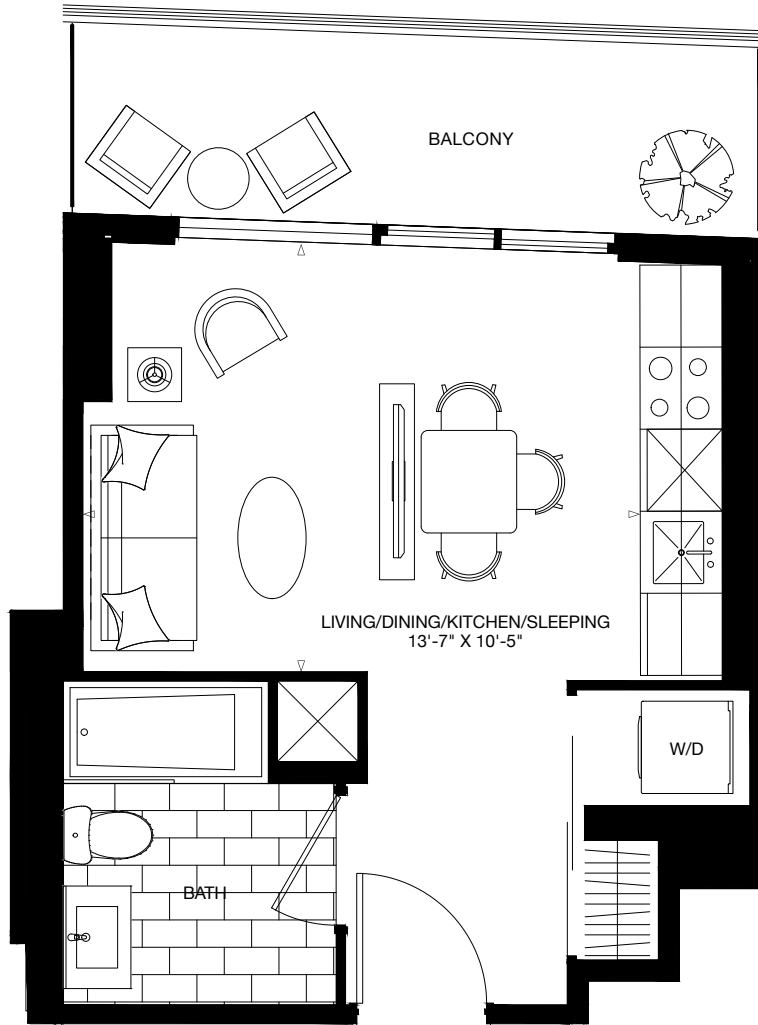 BALCONY
LIVING/DINING/KITCHEN/SLEEPING
13'-7" X 10'-5"
W/D
BATH